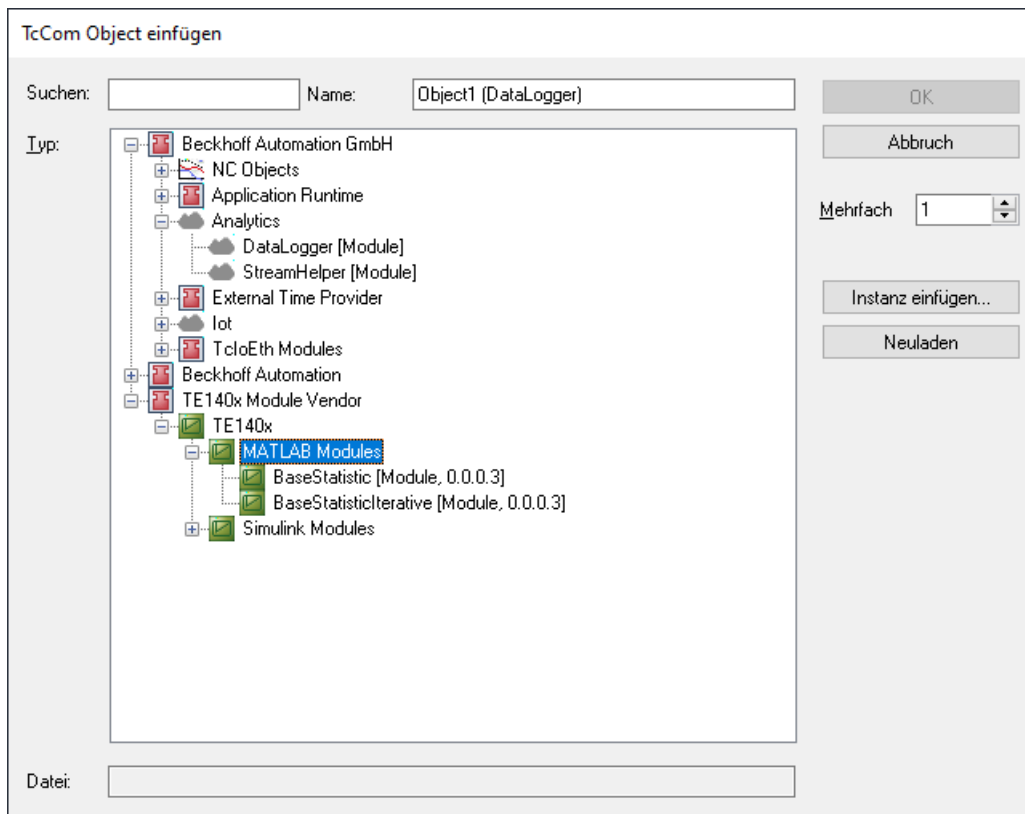 TcCom Object einfügen
Suchen:
Name:
Object1 (DataLogger)
OK
Typ:
Beckhoff Automation GmbH
Abbruch
NC Objects
Application Runtime
Mehrfach
1
Analytics
DataLogger [Module]
StreamHelper [Module]
External Time Provider
Instanz einfügen...
Iot
TcIoEth Modules
Neuladen
Beckhoff Automation
TE140x Module Vendor
TE140x
MATLAB Modules
BaseStatistic [Module, 0.0.0.3]
BaseStatisticIterative [Module, 0.0.0.3]
Simulink Modules
Datei: